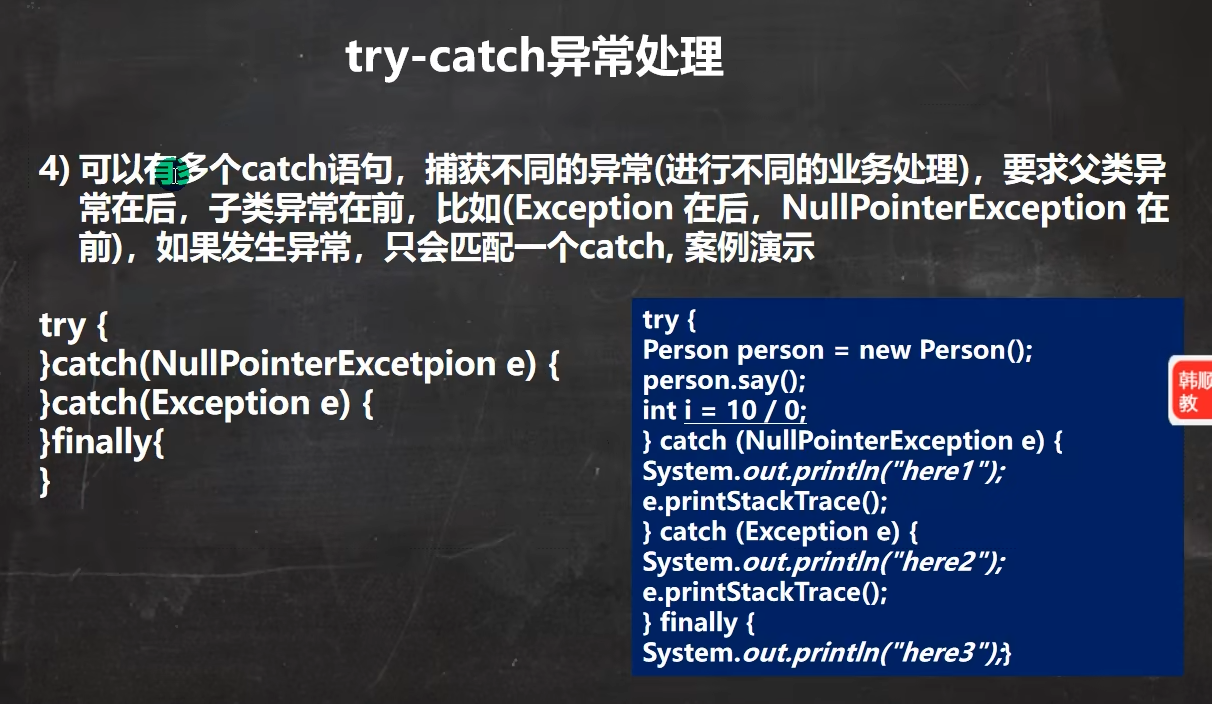 try-catch异常处理
4) 可以有多个catch语句，捕获不同的异常(进行不同的业务处理)，要求父类异
常在后，子类异常在前，比如(Exception 在后，NullPointerException 在
前)，如果发生异常，只会匹配一个catch, 案例演示
try {
}catch(NullPointerExcetpion e) {
}catch(Exception e) {
}finally{
}
try {
Person person = new Person();
person.say();
int i = 10 / 0;
} catch (NullPointerException e) {
System.out.println("here1");
e.printStackTrace();
} catch (Exception e) {
System.out.println("here2");
e.printStackTrace();
} finally {
System.out.println("here3");}
韩顺
教